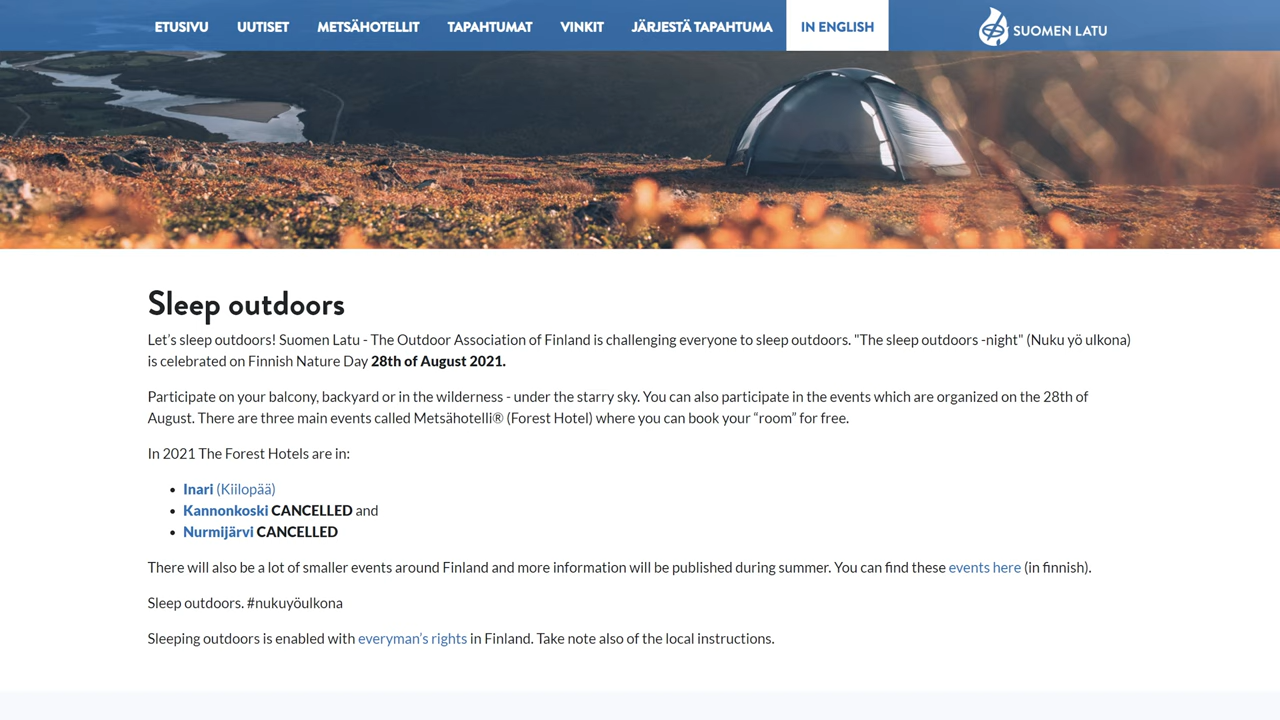 ETUSIVU UUTISET METSÄHOTELLIT TAPAHTUMAT VINKIT JÄRJESTÄ TAPAHTUMA IN ENGLISH SUOMEN LATU
Sleep outdoors
Let's sleep outdoors! Suomen Latu - The Outdoor Association of Finland is challenging everyone to sleep outdoors. "The sleep outdoors -night" (Nuku yö ulkona)
is celebrated on Finnish Nature Day 28th of August 2021.
Participate on your balcony, backyard or in the wilderness - under the starry sky. You can also participate in the events which are organized on the 28th of
August. There are three main events called Metsähotelli® (Forest Hotel) where you can book your “room” for free.
In 2021 The Forest Hotels are in:
• Inari (Kiilopää)
• Kannonkoski CANCELLED and
• Nurmijärvi CANCELLED
There will also be a lot of smaller events around Finland and more information will be published during summer. You can find these events here (in finnish).
Sleep outdoors. #nukuyöulkona
Sleeping outdoors is enabled with everyman's rights in Finland. Take note also of the local instructions.